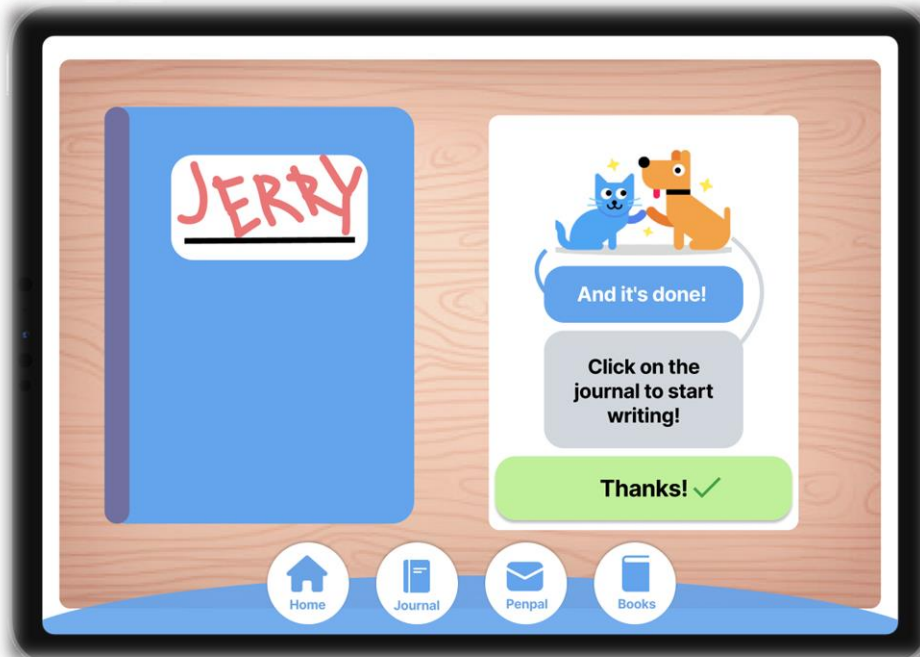 JERRY
And it's done!
Click on the
journal to start
writing!
Thanks!
Home
Journal
Penpal
Books